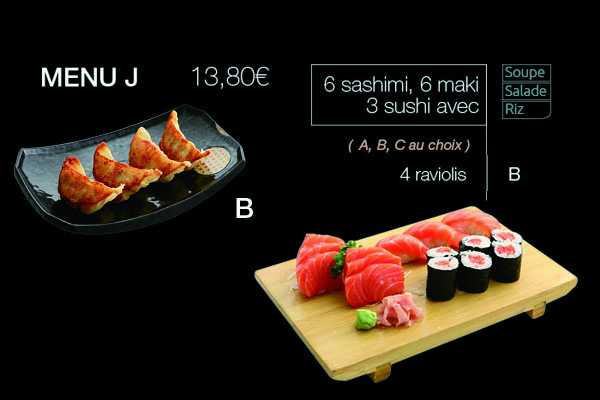 MENU J 13,80€
6 sashimi, 6 maki
3 sushi avec
Soupe
Salade
Riz
( A, B, C au choix )
4 raviolis B
B